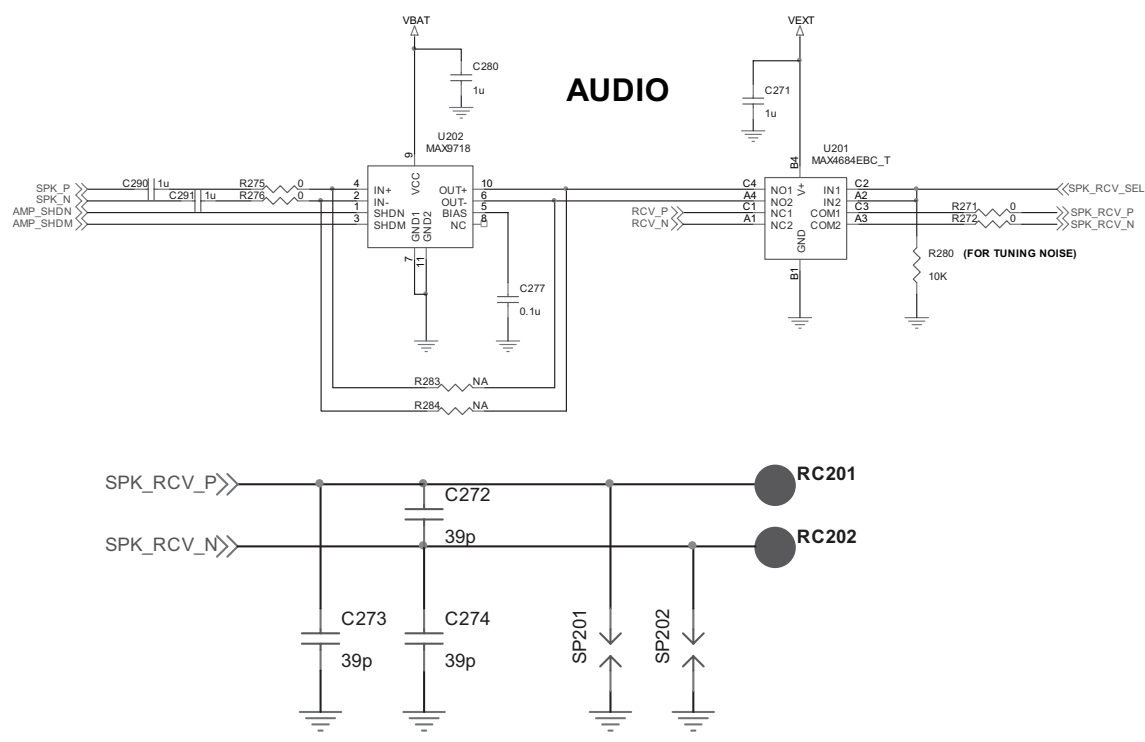 VBAT
VEXT
C280
1u
AUDIO
C271
1u
U202
MAX9718
U201
MAX4684EBC_T
9
VCC
B4
V+
SPK_P
C290
1u
R275
0
4
IN+
OUT+
10
C4
NO1
IN1
C2
SPK_RCV_SEL
SPK_N
C291
1u
R276
0
2
IN-
OUT-
6
A4
NO2
IN2
A2
AMP_SHDN
1
SHDN
BIAS
5
RCV_P
C1
NC1
COM1
C3
R271
0
SPK_RCV_P
AMP_SHDM
3
SHDM
NC
8
RCV_N
A1
NC2
COM2
A3
R272
0
SPK_RCV_N
GND1
GND2
GND
7
11
B1
R280
(FOR TUNING NOISE)
10K
C277
0.1u
R283
NA
R284
NA
SPK_RCV_P
RC201
C272
39p
SPK_RCV_N
RC202
C273
39p
C274
39p
SP201
SP202